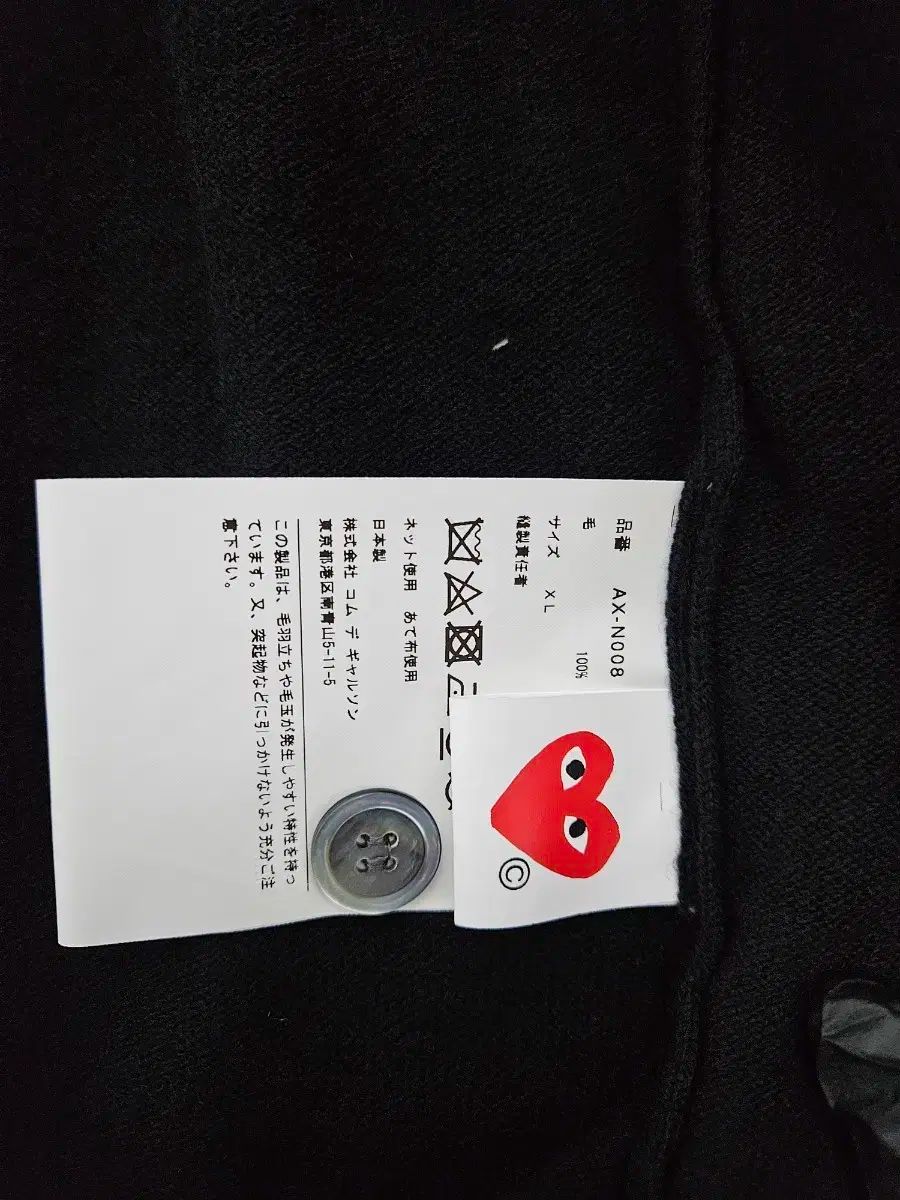 品番 AX-N008
毛 100%
サイズ XL
縫製責任者
ネット使用 あて布使用
日本製
株式会社 コム デ ギャルソン
東京都港区南青山5-11-5
この製品は、毛羽立ちや毛玉が発生しやすい特性を持っ
ています。又、突起物などに引っかけないよう充分ご注
意下さい。
©